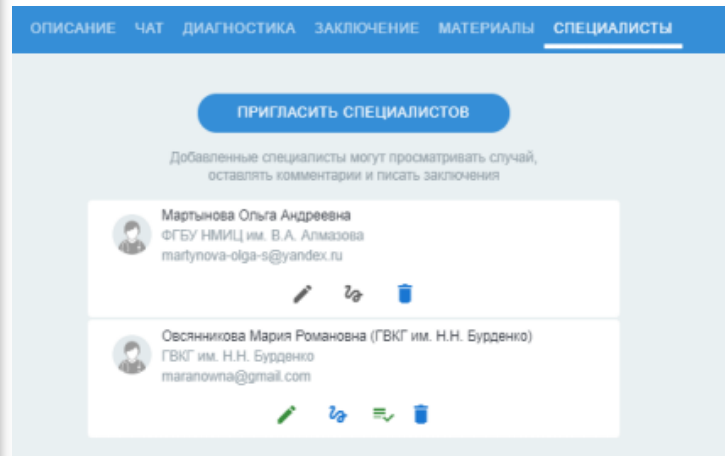 ОПИСАНИЕ ЧАТ ДИАГНОСТИКА ЗАКЛЮЧЕНИЕ МАТЕРИАЛЫ СПЕЦИАЛИСТЫ
ПРИГЛАСИТЬ СПЕЦИАЛИСТОВ
Добавленные специалисты могут просматривать случай,
оставлять комментарии и писать заключения
Мартынова Ольга Андреевна
ФГБУ НМИЦ им. В.А. Алмазова
martynova-olga-s@yandex.ru
Овсянникова Мария Романовна (ГВКГ им. Н.Н. Бурденко)
ГВКГ им. Н.Н. Бурденко
maranowna@gmail.com